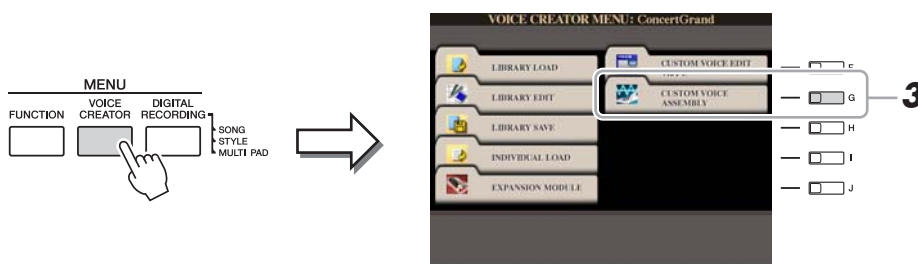 MENU
FUNCTION
VOICE
CREATOR
DIGITAL
RECORDING
SONG
STYLE
MULTI PAD
VOICE CREATOR MENU: ConcertGrand
LIBRARY LOAD
LIBRARY EDIT
LIBRARY SAVE
INDIVIDUAL LOAD
EXPANSION MODULE
CUSTOM VOICE EDIT
CUSTOM VOICE
ASSEMBLY
F
G
H
I
J
3